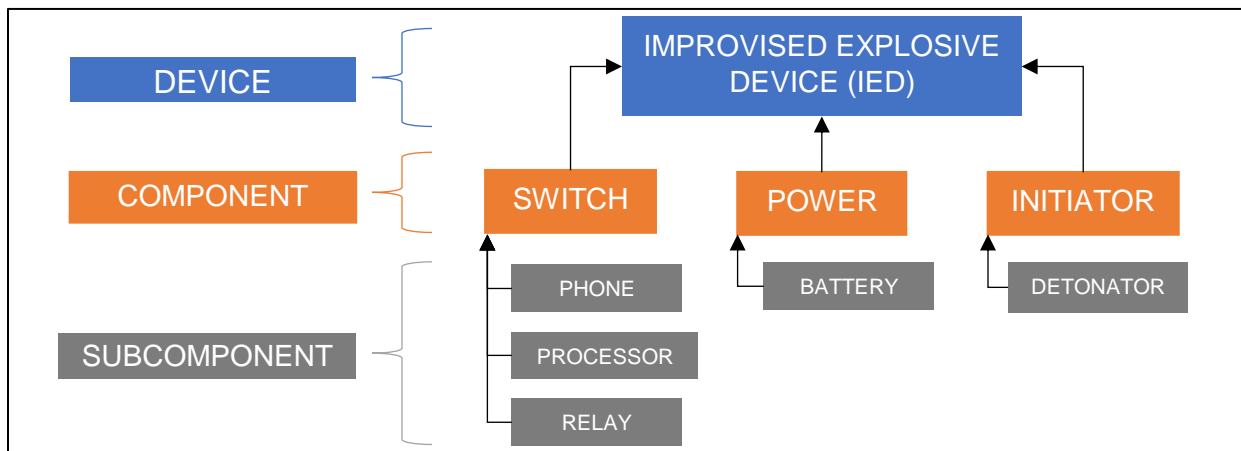 IMPROVISED EXPLOSIVE
DEVICE (IED)
DEVICE
COMPONENT
SWITCH
POWER
INITIATOR
PHONE
BATTERY
DETONATOR
SUBCOMPONENT
PROCESSOR
RELAY